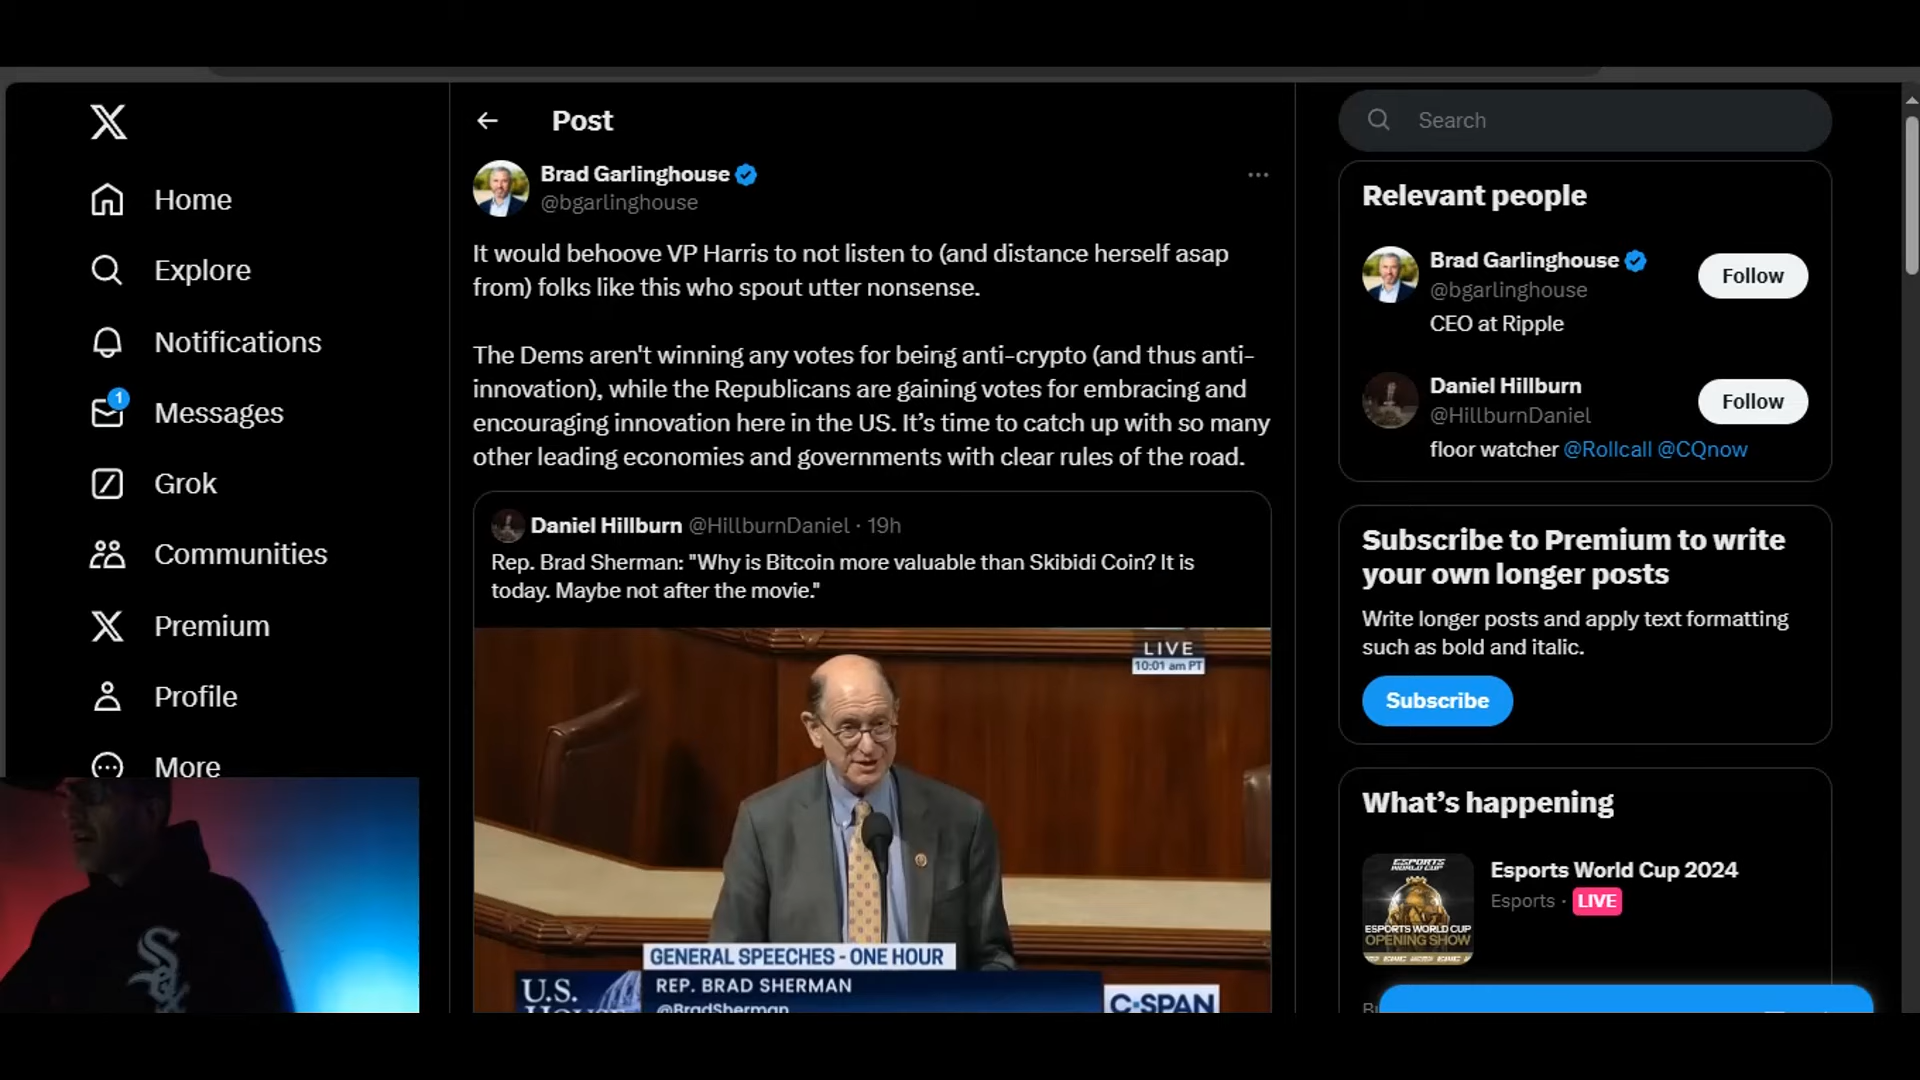 Home
Explore
Notifications
1
Messages
Grok
Communities
Premium
Profile
More
Post
Brad Garlinghouse
@bgarlinghouse
It would behoove VP Harris to not listen to (and distance herself asap
from) folks like this who spout utter nonsense.
The Dems aren't winning any votes for being anti-crypto (and thus anti-
innovation), while the Republicans are gaining votes for embracing and
encouraging innovation here in the US. It’s time to catch up with so many
other leading economies and governments with clear rules of the road.
Daniel Hillburn @HillburnDaniel · 19h
Rep. Brad Sherman: "Why is Bitcoin more valuable than Skibidi Coin? It is
today. Maybe not after the movie."
LIVE
10:01 am PT
GENERAL SPEECHES - ONE HOUR
U.S.
HOUSE
REP. BRAD SHERMAN
@BradSherman
C-SPAN
Sox
Search
Relevant people
Brad Garlinghouse
@bgarlinghouse
CEO at Ripple
Follow
Daniel Hillburn
@HillburnDaniel
floor watcher @Rollcall @CQnow
Follow
Subscribe to Premium to write
your own longer posts
Write longer posts and apply text formatting
such as bold and italic.
Subscribe
What’s happening
ESPORTS
WORLD CUP
ESPORTS WORLD CUP
OPENING SHOW
Esports World Cup 2024
Esports · LIVE